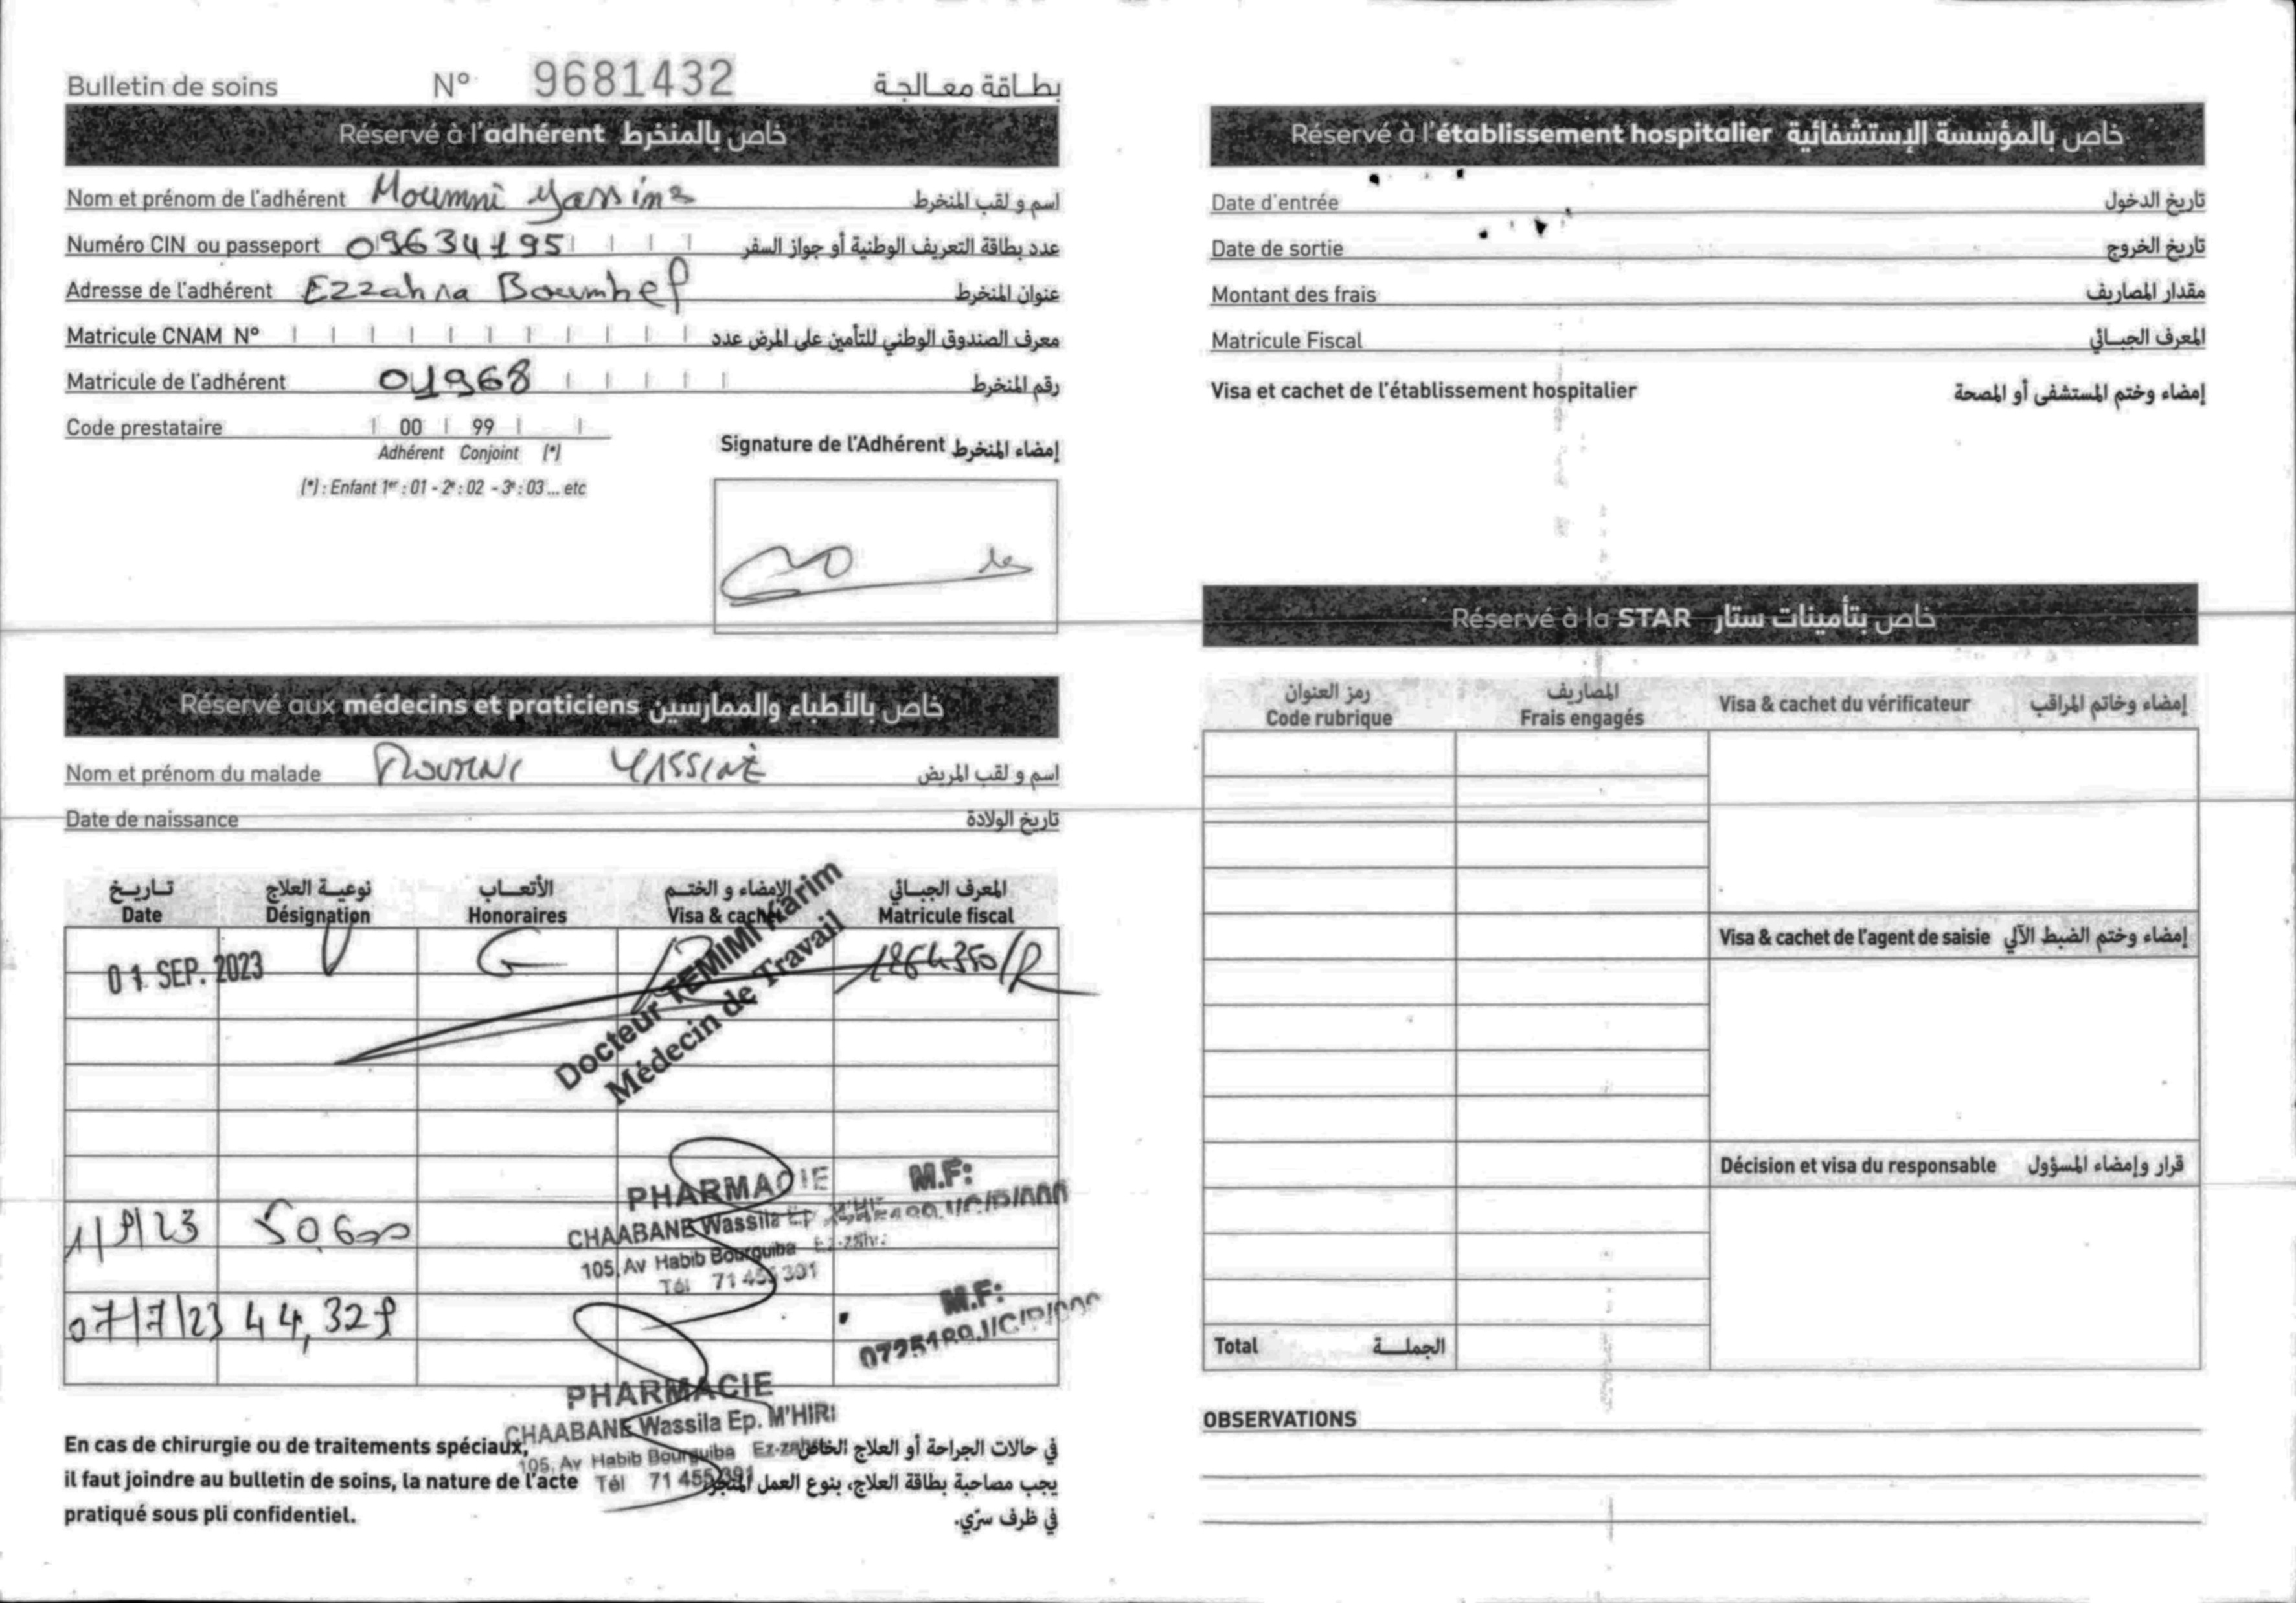 Bulletin de soins N° 9681432 بطاقة معالجة
Réservé à l'adhérent خاص بالمنخرط
Nom et prénom de l'adhérent Moumni Yassine اسم و لقب المنخرط
Numéro CIN ou passeport 09634195 عدد بطاقة التعريف الوطنية أو جواز السفر
Adresse de l'adhérent Ezzahra Boumhel عنوان المنخرط
Matricule CNAM N° معرف الصندوق الوطني للتأمين على المرض عدد
Matricule de l'adhérent 01968 رقم المنخرط
Code prestataire 00 99
Adhérent Conjoint (*)
(*) : Enfant 1er : 01 - 2e : 02 - 3e : 03 ... etc
Signature de l'Adhérent إمضاء المنخرط
Réservé aux médecins et praticiens خاص بالأطباء والممارسين
Nom et prénom du malade MOUMNI YASSINE اسم و لقب المريض
Date de naissance تاريخ الولادة
تاريخ نوعية العلاج الأتعاب الإمضاء و الختم المعرف الجبائي
Date Désignation Honoraires Visa & cachet Matricule fiscal
01 SEP. 2023 V G 1264350/R
Docteur TEMIMI Karim
Médecin de Travail
1/9/23 50,600
PHARMACIE M.F:
CHAABANE Wassila Ep
105, Av Habib Bourguiba Ez-zahra
Tél 71 455 391
07/7/23 44,329
M.F:
0725189J/C/P/000
PHARMACIE
CHAABANE Wassila Ep. M'HIRI
105, Av Habib Bourguiba Ez-zahra
Tél 71 455 391
En cas de chirurgie ou de traitements spéciaux, في حالات الجراحة أو العلاج الخاص
il faut joindre au bulletin de soins, la nature de l'acte يجب مصاحبة بطاقة العلاج، بنوع العمل المنجز
pratiqué sous pli confidentiel. في ظرف سرّي.
Réservé à l'établissement hospitalier خاص بالمؤسسة الإستشفائية
Date d'entrée تاريخ الدخول
Date de sortie تاريخ الخروج
Montant des frais مقدار المصاريف
Matricule Fiscal المعرف الجبائي
Visa et cachet de l'établissement hospitalier إمضاء وختم المستشفى أو المصحة
Réservé à la STAR خاص بتأمينات ستار
رمز العنوان المصاريف
Code rubrique Frais engagés Visa & cachet du vérificateur إمضاء وخاتم المراقب
Visa & cachet de l'agent de saisie إمضاء وختم الضبط الآلي
Décision et visa du responsable قرار وإمضاء المسؤول
Total الجملة
OBSERVATIONS